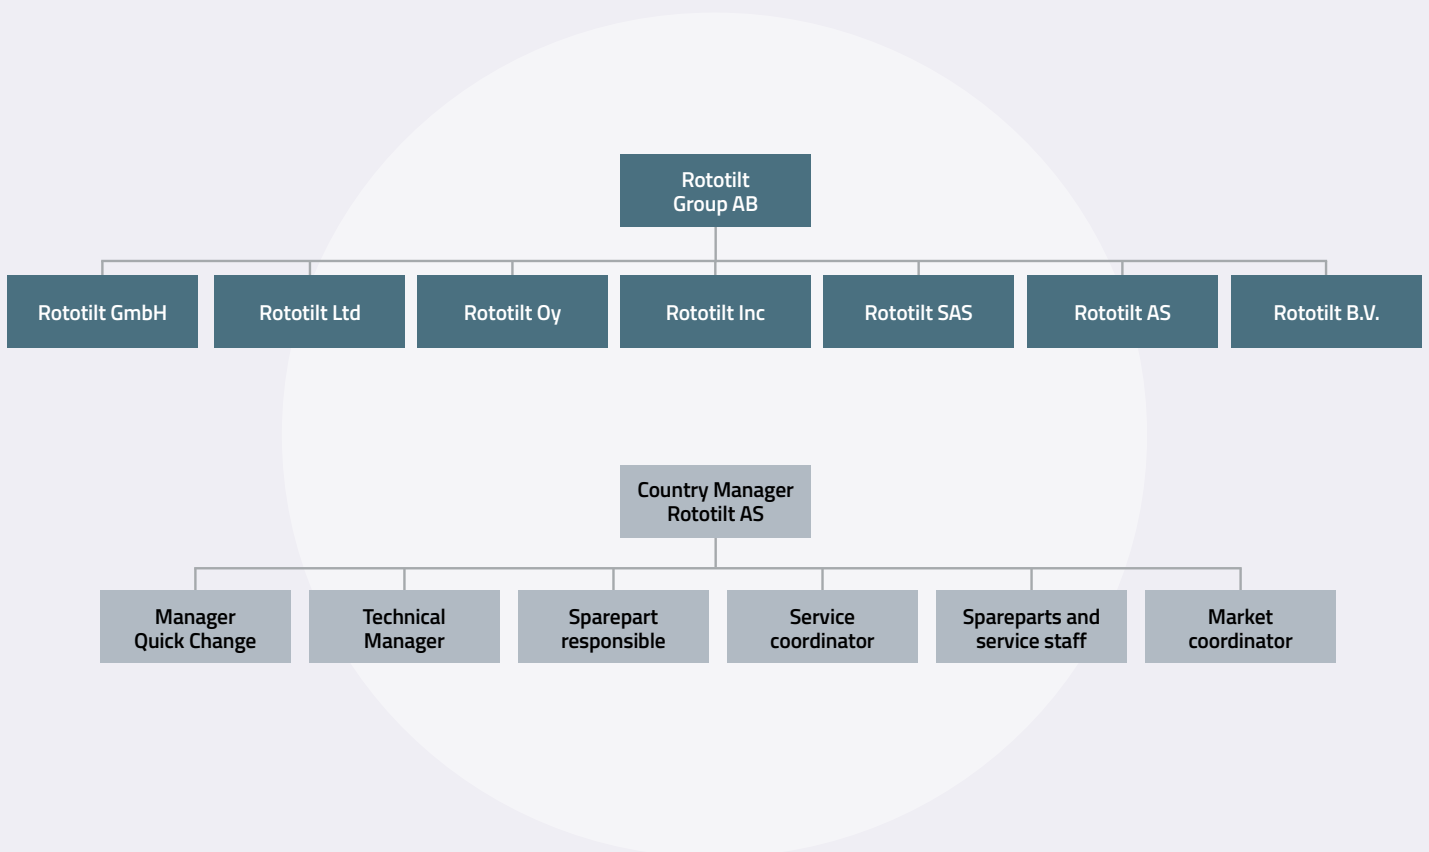 Rototilt
Group AB
Rototilt GmbH
Rototilt Ltd
Rototilt Oy
Rototilt Inc
Rototilt SAS
Rototilt AS
Rototilt B.V.
Country Manager
Rototilt AS
Manager
Quick Change
Technical
Manager
Sparepart
responsible
Service
coordinator
Spareparts and
service staff
Market
coordinator